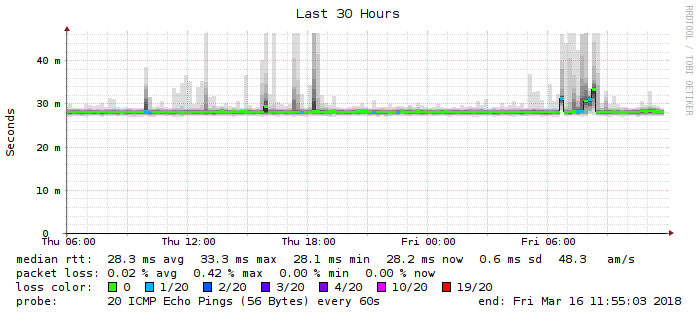 Last 30 Hours
RRDTOOL / TOBI OETIKER
Seconds
40 m
30 m
20 m
10 m
0
Thu 06:00 Thu 12:00 Thu 18:00 Fri 00:00 Fri 06:00
median rtt: 28.3 ms avg 33.3 ms max 28.1 ms min 28.2 ms now 0.6 ms sd 48.3 am/s
packet loss: 0.02 % avg 0.42 % max 0.00 % min 0.00 % now
loss color: 0 1/20 2/20 3/20 4/20 10/20 19/20
probe: 20 ICMP Echo Pings (56 Bytes) every 60s end: Fri Mar 16 11:55:03 2018